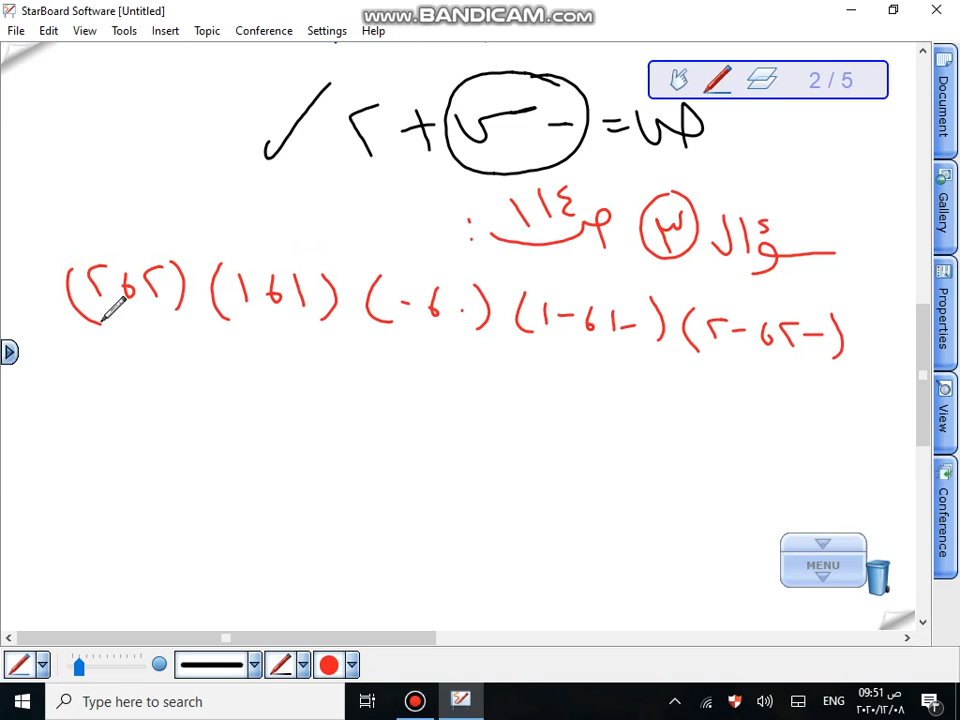 StarBoard Software [Untitled]
www.BANDICAM.com
File Edit View Tools Insert Topic Conference Settings Help
2 / 5
ص = - س + ٢ ✓
سؤال ٣ ص ١١٤ :
(-٢ ، -٢) (-١ ، -١) (٠ ، ٠) (١ ، ١) (٢ ، ٢)
Document
Gallery
Properties
View
Conference
MENU
Type here to search
ENG
09:51 ص
٢٠٢٠/١٢/٠٨